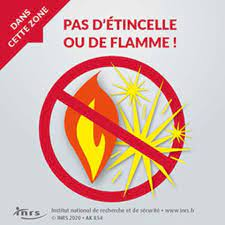 DANS
CETTE ZONE
PAS D'ÉTINCELLE
OU DE FLAMME !
inrs
Institut national de recherche et de sécurité • www.inrs.fr
© INRS 2020 • AK 854